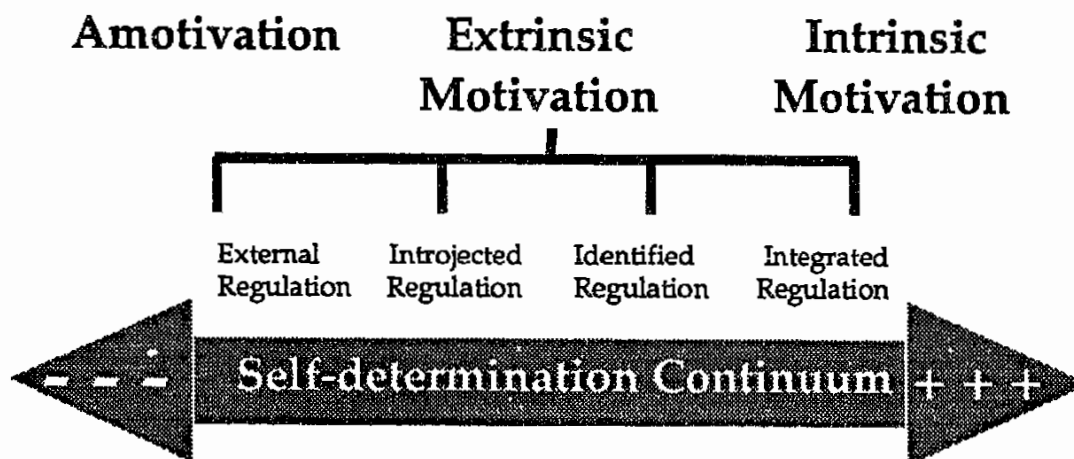 Amotivation
Extrinsic
Motivation
Intrinsic
Motivation
External
Regulation
Introjected
Regulation
Identified
Regulation
Integrated
Regulation
- - - Self-determination Continuum + + +